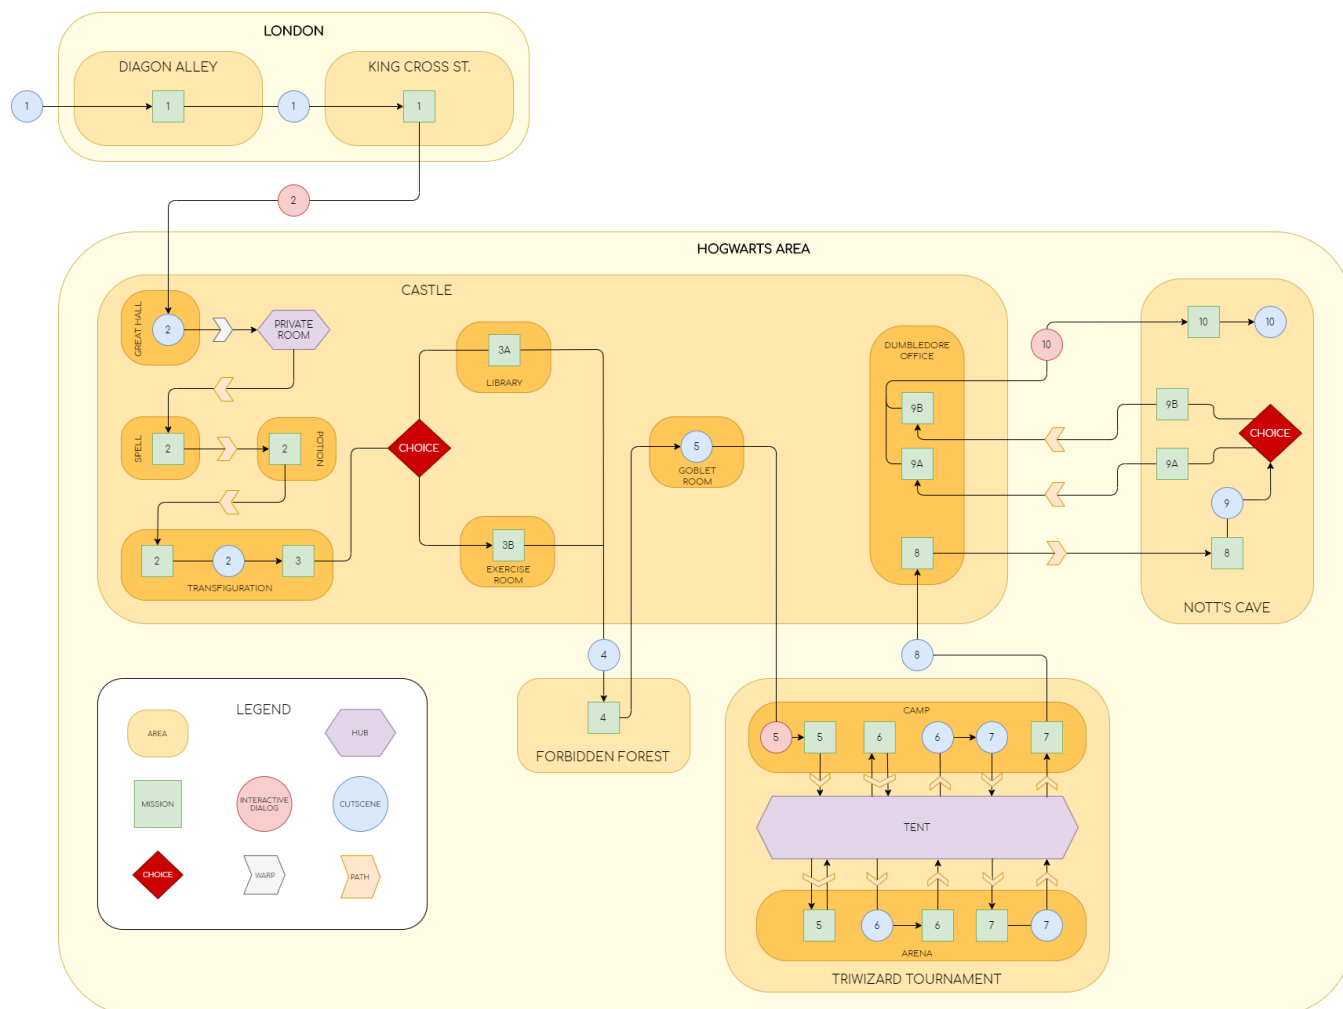 LONDON
DIAGON ALLEY
KING CROSS ST.
1
1
1
1
2
HOGWARTS AREA
CASTLE
GREAT HALL
2
PRIVATE
ROOM
3A
LIBRARY
SPELL
2
2
POTION
CHOICE
2
2
3
TRANSFIGURATION
3B
EXERCISE
ROOM
5
GOBLET
ROOM
DUMBLEDORE
OFFICE
9B
9A
8
10
10
10
9B
9A
CHOICE
9
8
NOTT'S CAVE
4
4
FORBIDDEN FOREST
8
CAMP
5
5
6
6
7
7
TENT
5
6
6
7
7
ARENA
TRIWIZARD TOURNAMENT
LEGEND
AREA
HUB
MISSION
INTERACTIVE
DIALOG
CUTSCENE
CHOICE
WARP
PATH